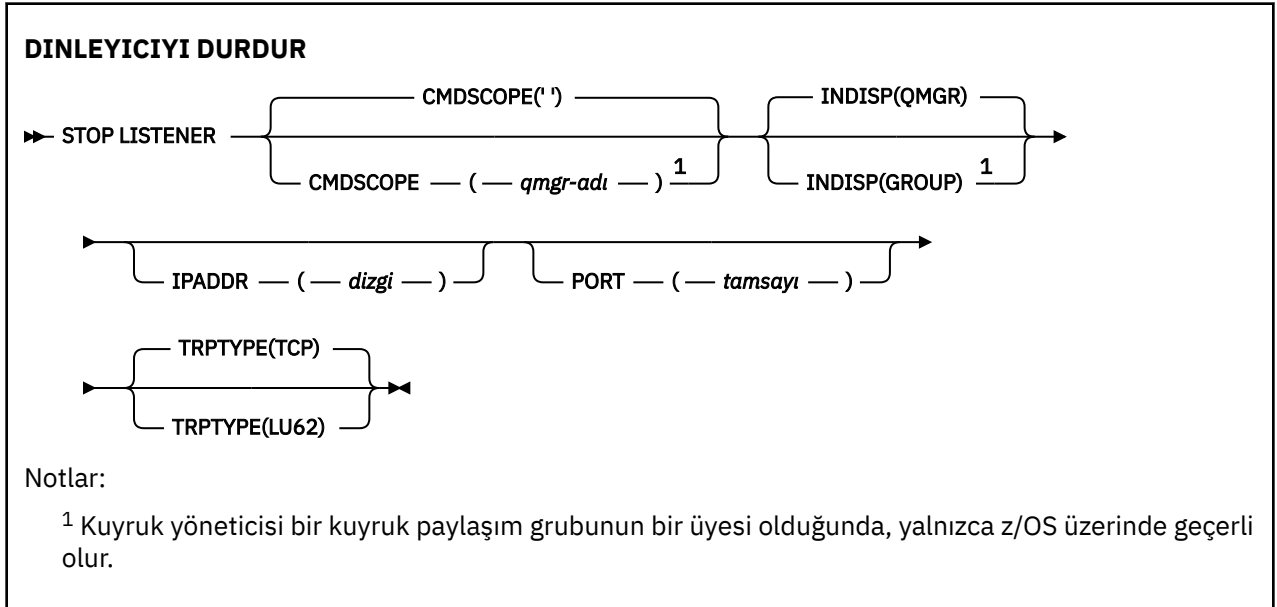 DINLEYICIYI DURDUR
CMDSCOPE(' ') INDISP(QMGR)
STOP LISTENER
CMDSCOPE ( qmgr-adı ) 1 INDISP(GROUP) 1
IPADDR ( dizgi ) PORT ( tamsayı )
TRPTYPE(TCP)
TRPTYPE(LU62)
Notlar:
1 Kuyruk yöneticisi bir kuyruk paylaşım grubunun bir üyesi olduğunda, yalnızca z/OS üzerinde geçerli
olur.